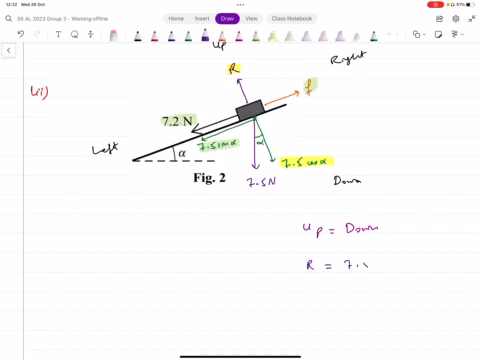 12:22 Wed 26 Oct
57%
S5 AL 2023 Group 3 - Working offline
Home Insert Draw View Class Notebook
Up
Right
(ii)
R
f
7.2 N
7.5 sin α
Left
α
α
7.5 cos α
Fig. 2
7.5N
Down
Up = Down
R = 7.